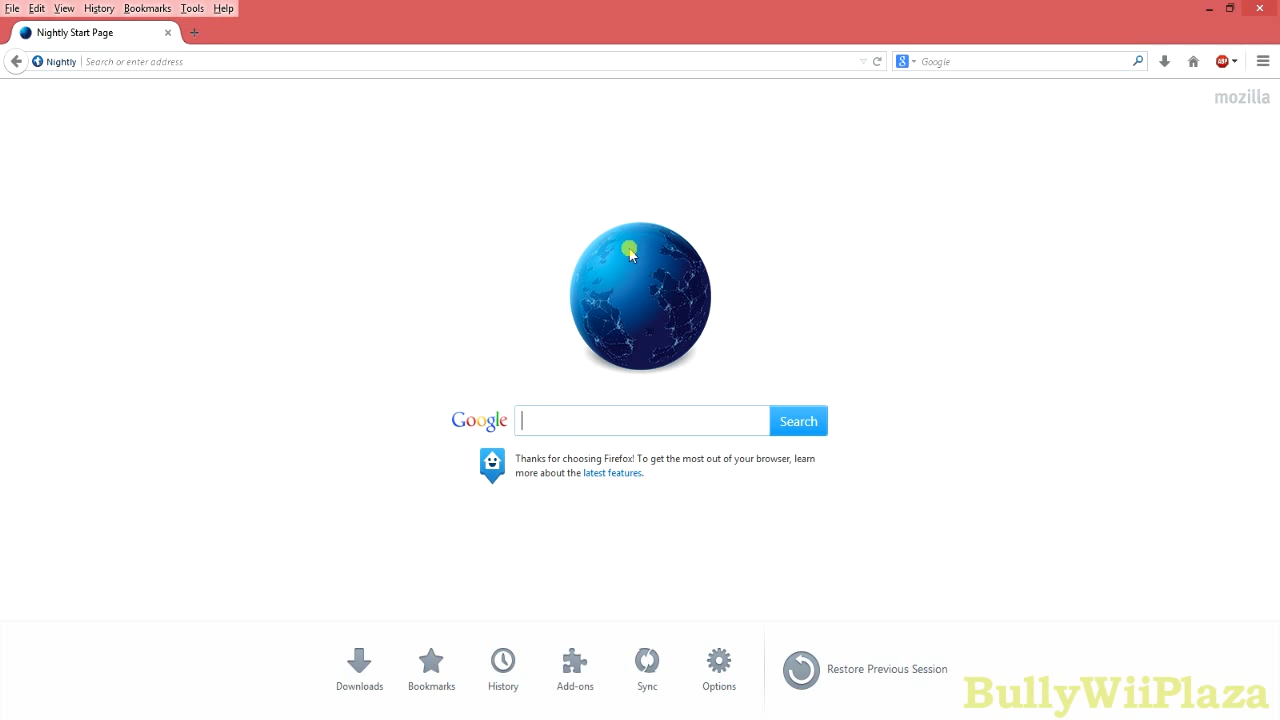 File Edit View History Bookmarks Tools Help
Nightly Start Page
Nightly Search or enter address
Google
mozilla
Google Search
Thanks for choosing Firefox! To get the most out of your browser, learn
more about the latest features.
Downloads Bookmarks History Add-ons Sync Options Restore Previous Session
BullyWiiPlaza